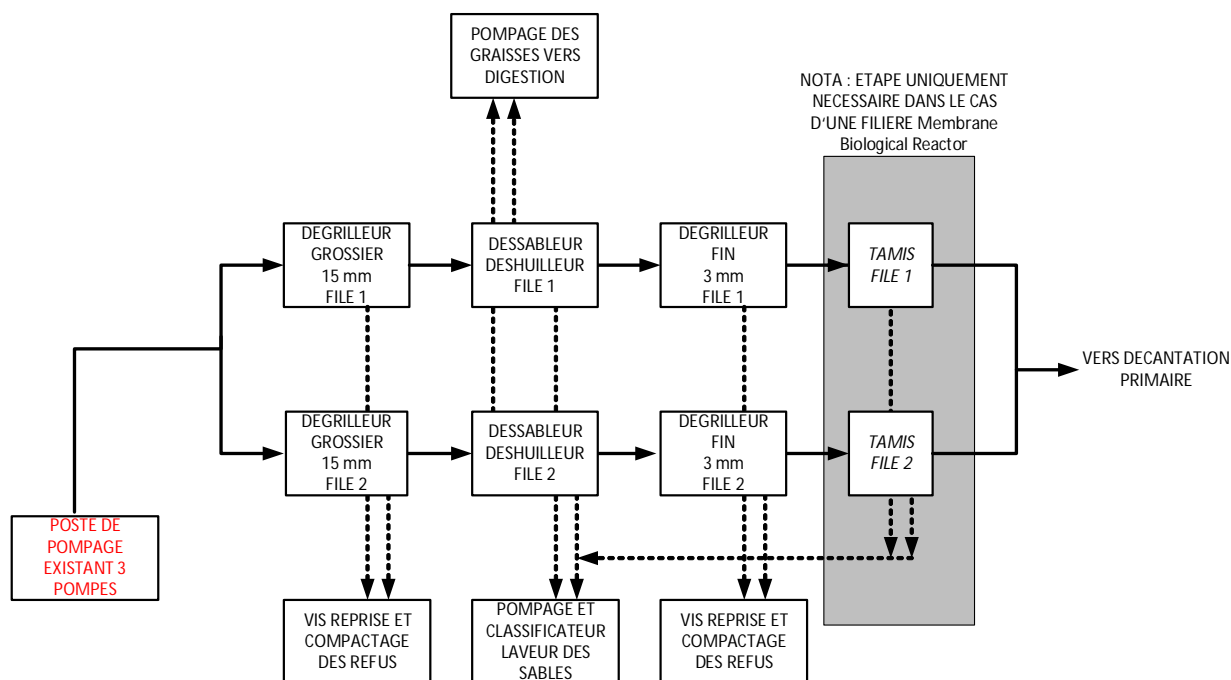 POMPAGE DES
GRAISSES VERS
DIGESTION
NOTA : ETAPE UNIQUEMENT
NECESSAIRE DANS LE CAS
D'UNE FILIERE Membrane
Biological Reactor
DEGRILLEUR
GROSSIER
15 mm
FILE 1
DESSABLEUR
DESHUILLEUR
FILE 1
DEGRILLEUR
FIN
3 mm
FILE 1
TAMIS
FILE 1
VERS DECANTATION
PRIMAIRE
DEGRILLEUR
GROSSIER
15 mm
FILE 2
DESSABLEUR
DESHUILLEUR
FILE 2
DEGRILLEUR
FIN
3 mm
FILE 2
TAMIS
FILE 2
POSTE DE
POMPAGE
EXISTANT 3
POMPES
VIS REPRISE ET
COMPACTAGE
DES REFUS
POMPAGE ET
CLASSIFICATEUR
LAVEUR DES
SABLES
VIS REPRISE ET
COMPACTAGE
DES REFUS